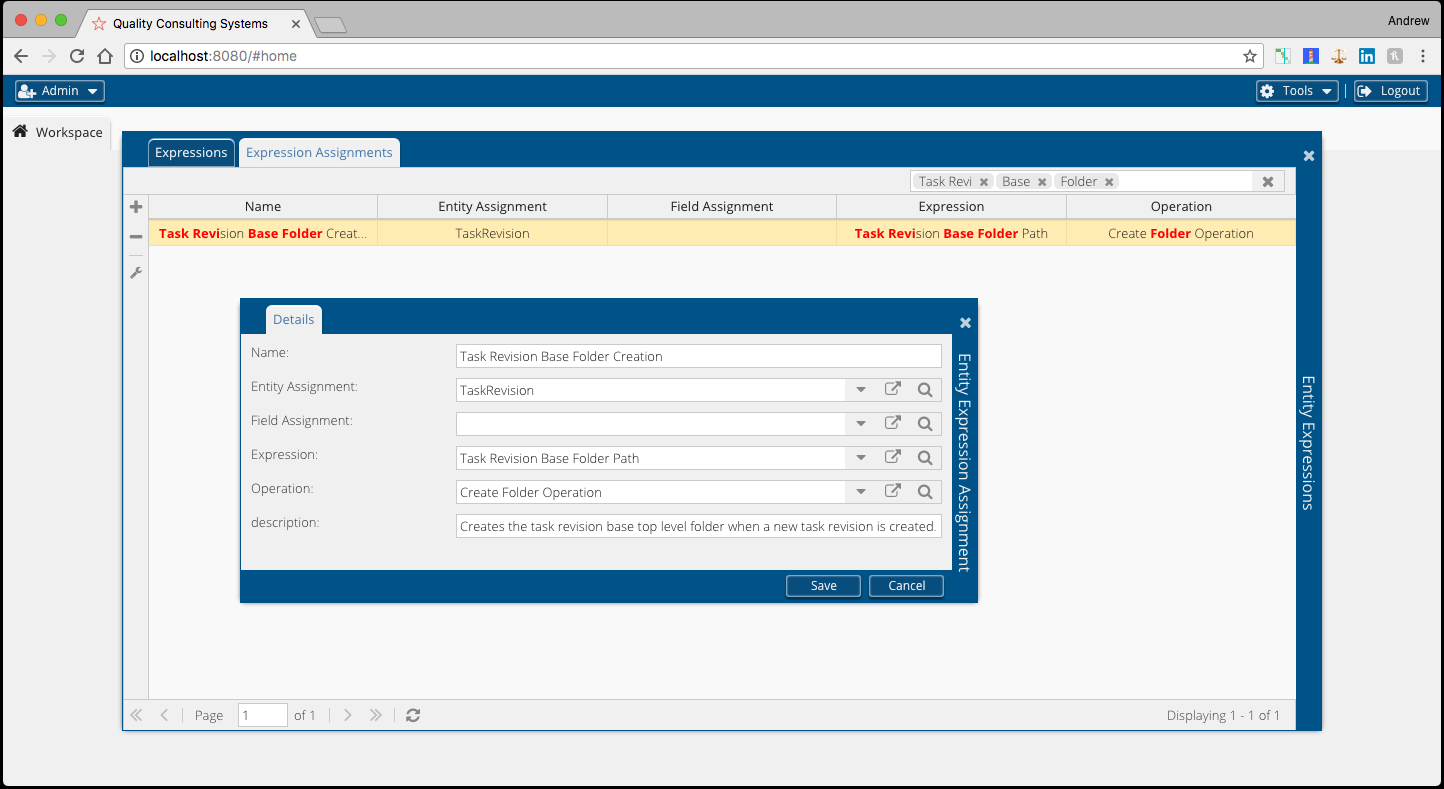 Quality Consulting Systems
Andrew
localhost:8080/#home
Admin
Tools
Logout
Workspace
Expressions
Expression Assignments
Task Revi
Base
Folder
Name
Entity Assignment
Field Assignment
Expression
Operation
Task Revision Base Folder Creat...
TaskRevision
Task Revision Base Folder Path
Create Folder Operation
Details
Name:
Task Revision Base Folder Creation
Entity Assignment:
TaskRevision
Field Assignment:
Expression:
Task Revision Base Folder Path
Operation:
Create Folder Operation
description:
Creates the task revision base top level folder when a new task revision is created.
Save
Cancel
Entity Expression Assignment
Entity Expressions
Page
1
of 1
Displaying 1 - 1 of 1